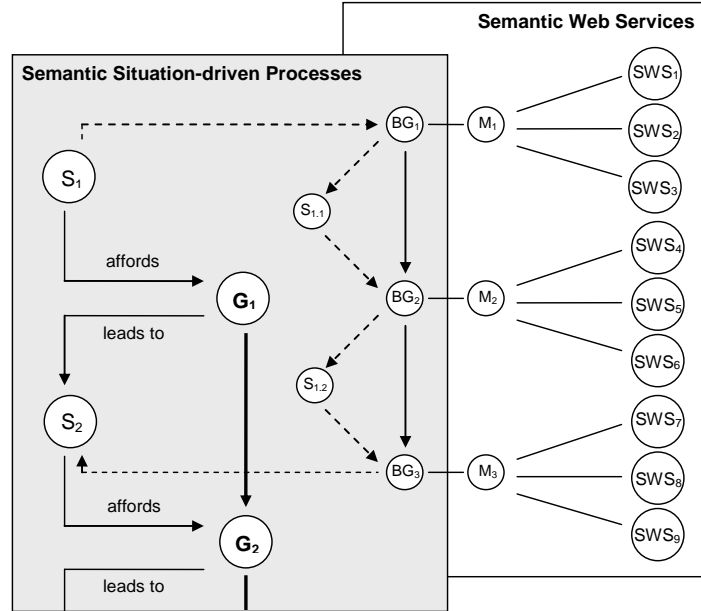 Semantic Web Services
Semantic Situation-driven Processes
SWS₁
BG₁
M₁
SWS₂
S₁
SWS₃
S₁.₁
SWS₄
affords
G₁
BG₂
M₂
SWS₅
leads to
SWS₆
S₁.₂
S₂
SWS₇
BG₃
M₃
SWS₈
affords
SWS₉
G₂
leads to